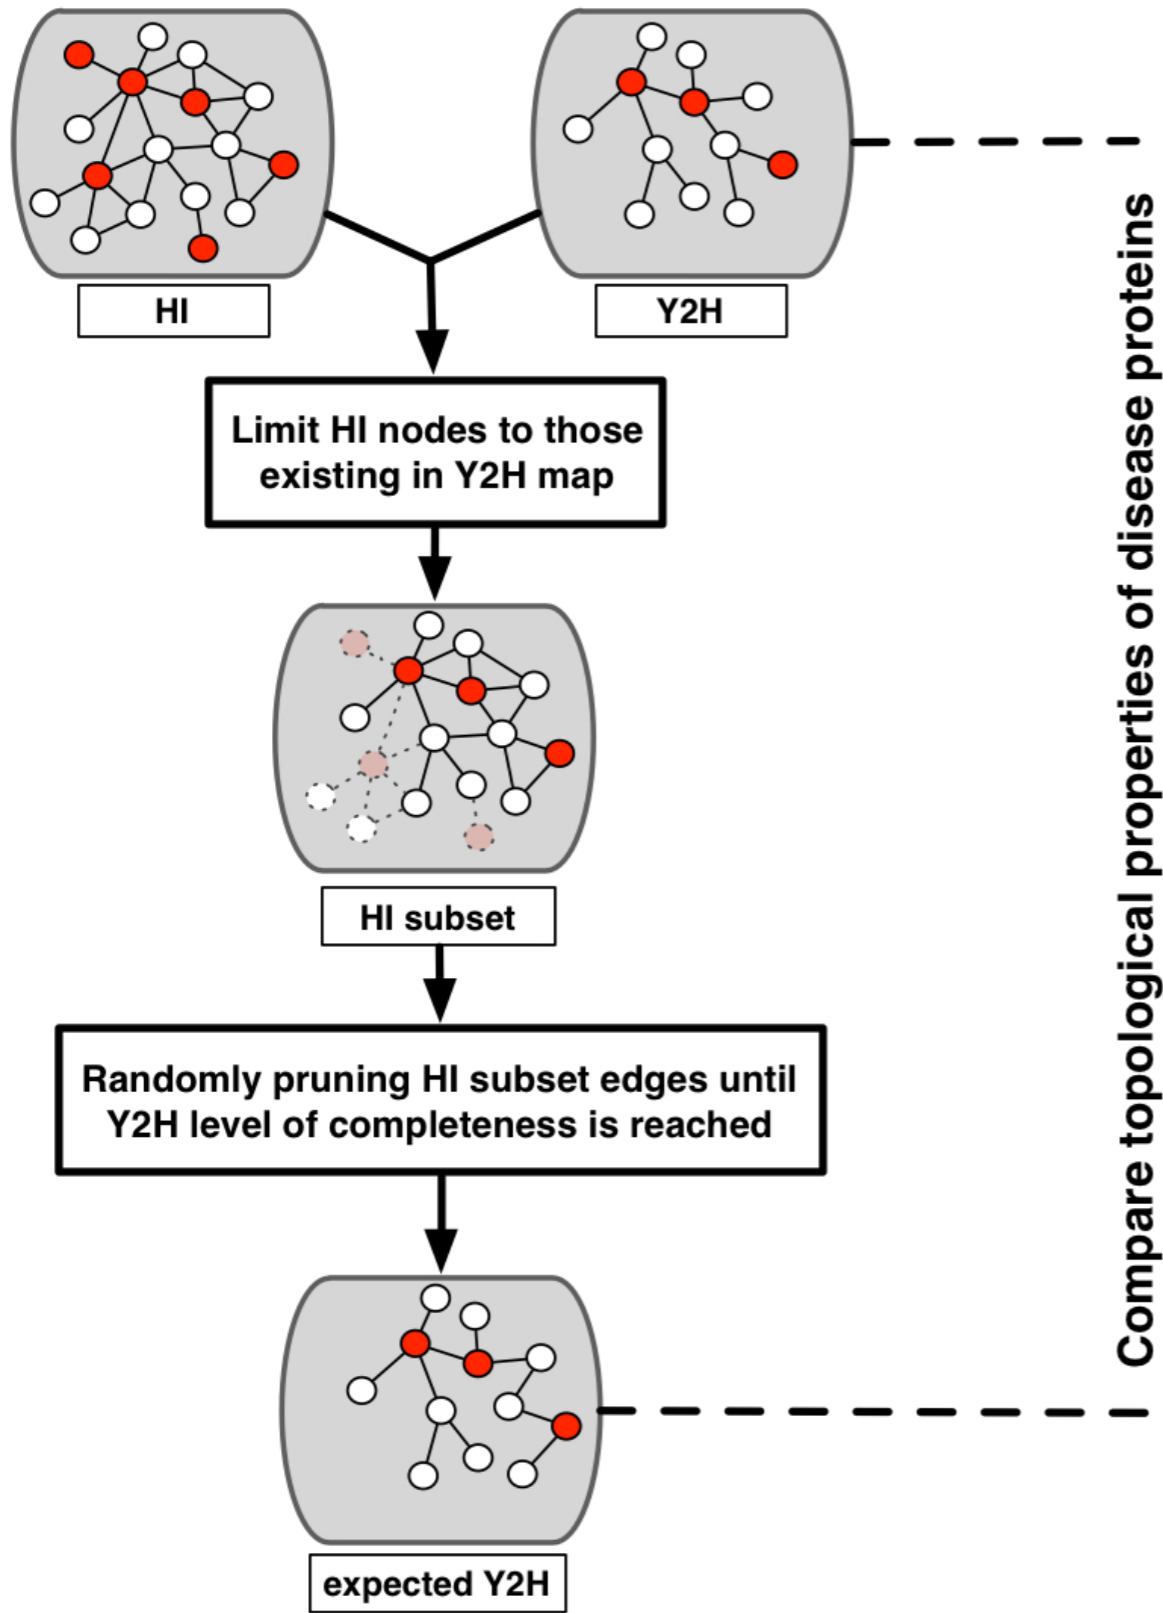 HI
Y2H
Limit HI nodes to those
existing in Y2H map
HI subset
Randomly pruning HI subset edges until
Y2H level of completeness is reached
expected Y2H
Compare topological properties of disease proteins